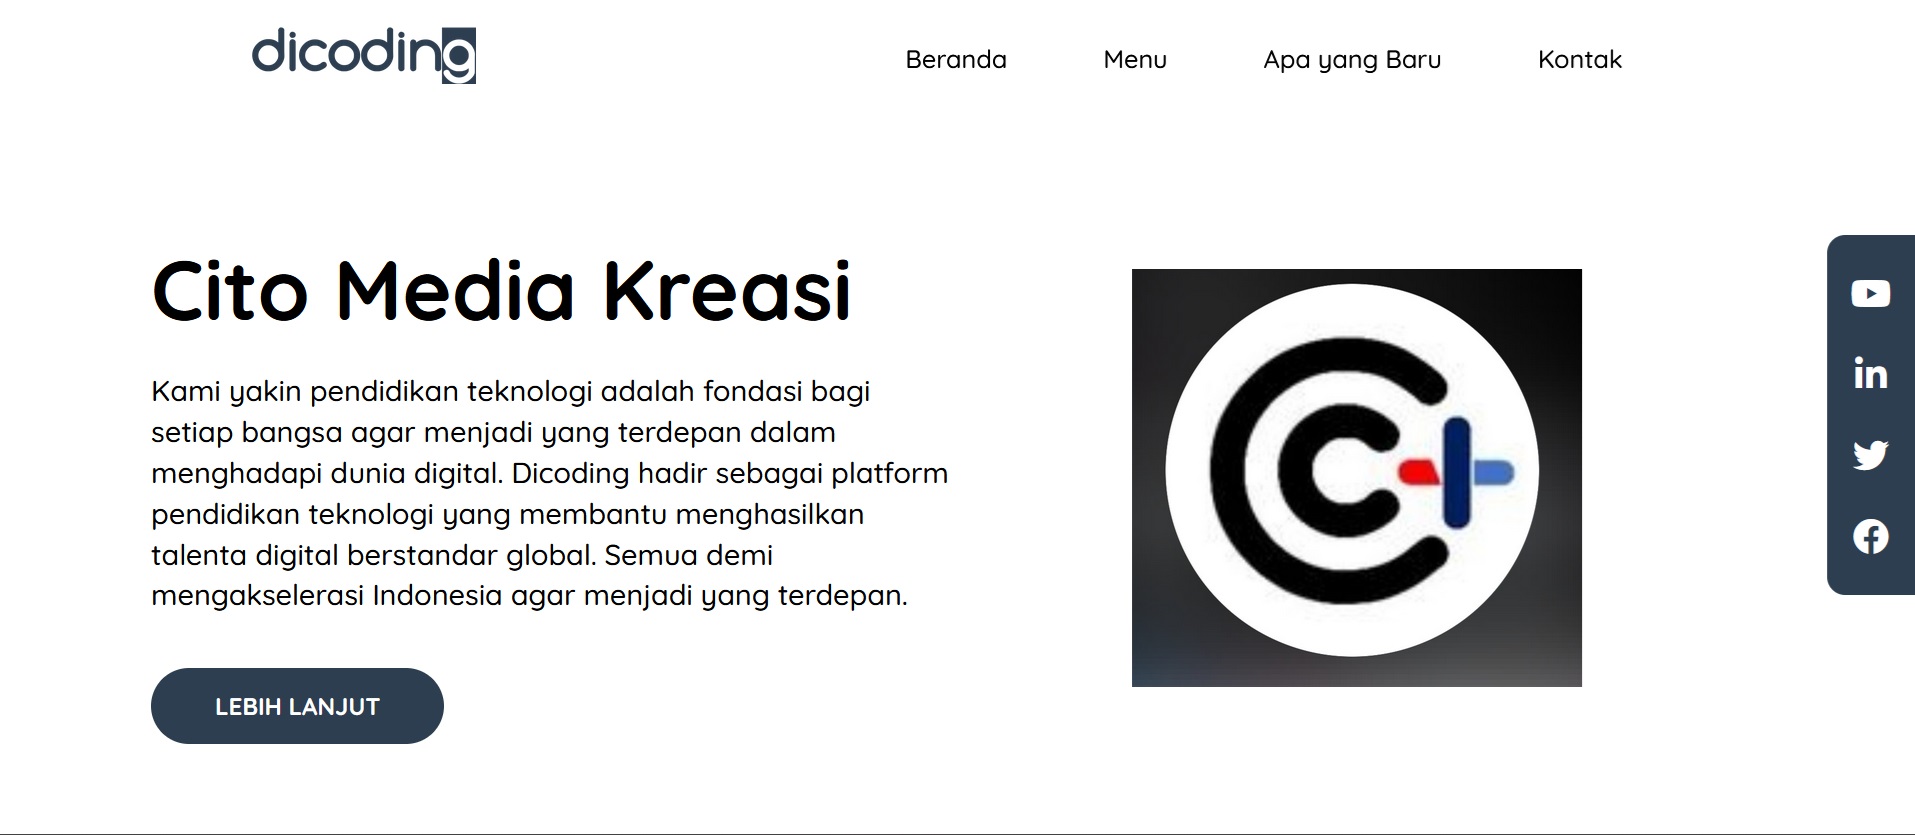 dicoding
Beranda
Menu
Apa yang Baru
Kontak
Cito Media Kreasi
Kami yakin pendidikan teknologi adalah fondasi bagi
setiap bangsa agar menjadi yang terdepan dalam
menghadapi dunia digital. Dicoding hadir sebagai platform
pendidikan teknologi yang membantu menghasilkan
talenta digital berstandar global. Semua demi
mengakselerasi Indonesia agar menjadi yang terdepan.
LEBIH LANJUT
in